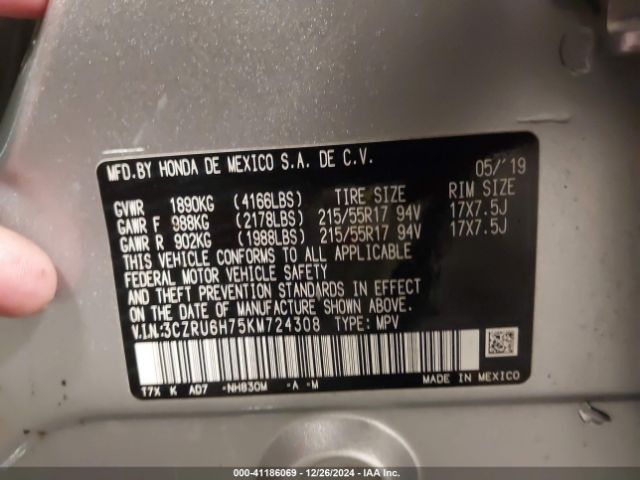 MFD.BY HONDA DE MEXICO S.A. DE C.V. 05/'19
GVWR 1890KG (4166LBS) TIRE SIZE RIM SIZE
GAWR F 988KG (2178LBS) 215/55R17 94V 17X7.5J
GAWR R 902KG (1988LBS) 215/55R17 94V 17X7.5J
THIS VEHICLE CONFORMS TO ALL APPLICABLE
FEDERAL MOTOR VEHICLE SAFETY
AND THEFT PREVENTION STANDARDS IN EFFECT
ON THE DATE OF MANUFACTURE SHOWN ABOVE.
V.I.N:3CZRU6H75KM724308 TYPE: MPV
T7X K AD7 -NH830M -A -M MADE IN MEXICO
000-41186069 - 12/26/2024 - IAA Inc.